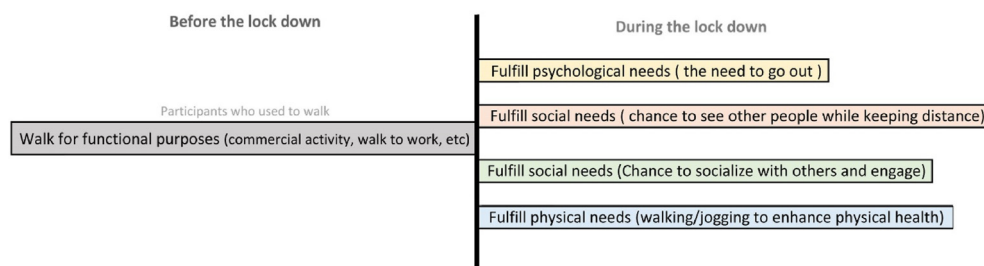 Before the lock down
During the lock down
Fulfill psychological needs ( the need to go out )
Participants who used to walk
Fulfill social needs ( chance to see other people while keeping distance)
Walk for functional purposes (commercial activity, walk to work, etc)
Fulfill social needs (Chance to socialize with others and engage)
Fulfill physical needs (walking/jogging to enhance physical health)